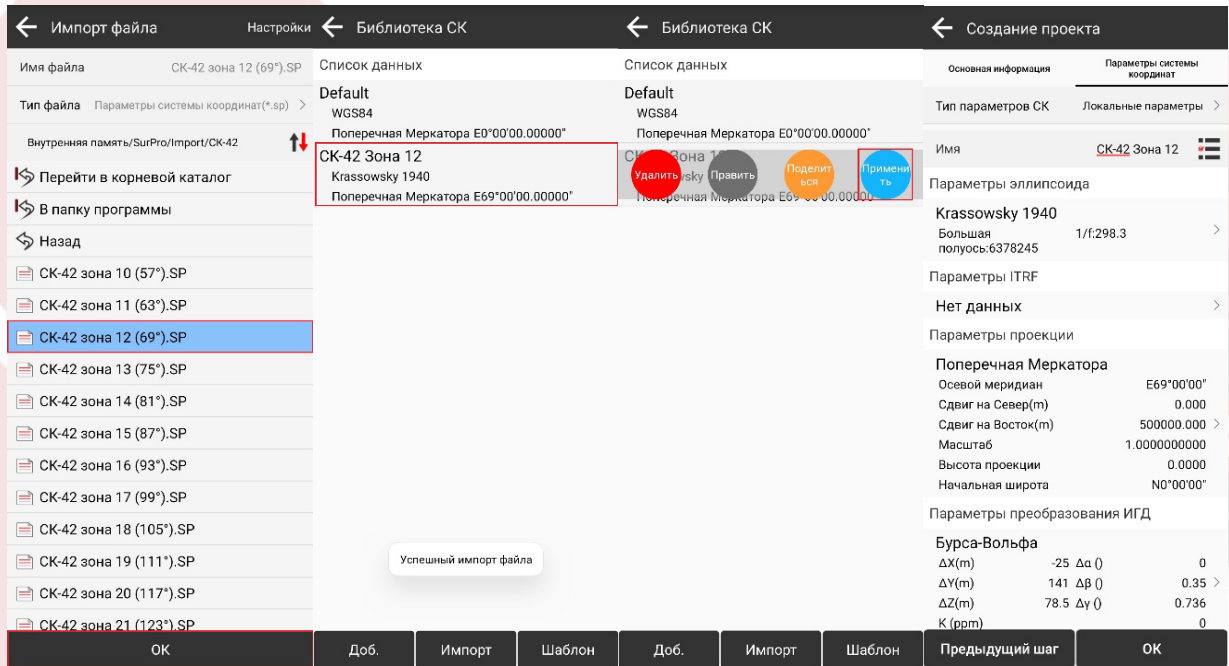 Импорт файла
Настройки
Имя файла
СК-42 зона 12 (69°).SP
Тип файла
Параметры системы координат(*.sp)
Внутренняя память/SurPro/Import/СК-42
Перейти в корневой каталог
В папку программы
Назад
СК-42 зона 10 (57°).SP
СК-42 зона 11 (63°).SP
СК-42 зона 12 (69°).SP
СК-42 зона 13 (75°).SP
СК-42 зона 14 (81°).SP
СК-42 зона 15 (87°).SP
СК-42 зона 16 (93°).SP
СК-42 зона 17 (99°).SP
СК-42 зона 18 (105°).SP
СК-42 зона 19 (111°).SP
СК-42 зона 20 (117°).SP
СК-42 зона 21 (123°).SP
ОК
Библиотека СК
Список данных
Default
WGS84
Поперечная Меркатора E0°00'00.00000"
СК-42 Зона 12
Krassowsky 1940
Поперечная Меркатора E69°00'00.00000"
Успешный импорт файла
Доб.
Импорт
Шаблон
Библиотека СК
Список данных
Default
WGS84
Поперечная Меркатора E0°00'00.00000"
Удалить
Править
Поделит
ься
Примени
ть
Доб.
Импорт
Шаблон
Создание проекта
Основная информация
Параметры системы
координат
Тип параметров СК
Локальные параметры
Имя
СК-42 Зона 12
Параметры эллипсоида
Krassowsky 1940
Большая
полуось:6378245
1/f:298.3
Параметры ITRF
Нет данных
Параметры проекции
Поперечная Меркатора
Осевой меридиан E69°00'00"
Сдвиг на Север(m) 0.000
Сдвиг на Восток(m) 500000.000
Масштаб 1.0000000000
Высота проекции 0.0000
Начальная широта N0°00'00"
Параметры преобразования ИГД
Бурса-Вольфа
ΔX(m) -25 Δα () 0
ΔY(m) 141 Δβ () 0.35
ΔZ(m) 78.5 Δγ () 0.736
K (ppm) 0
Предыдущий шаг
ОК